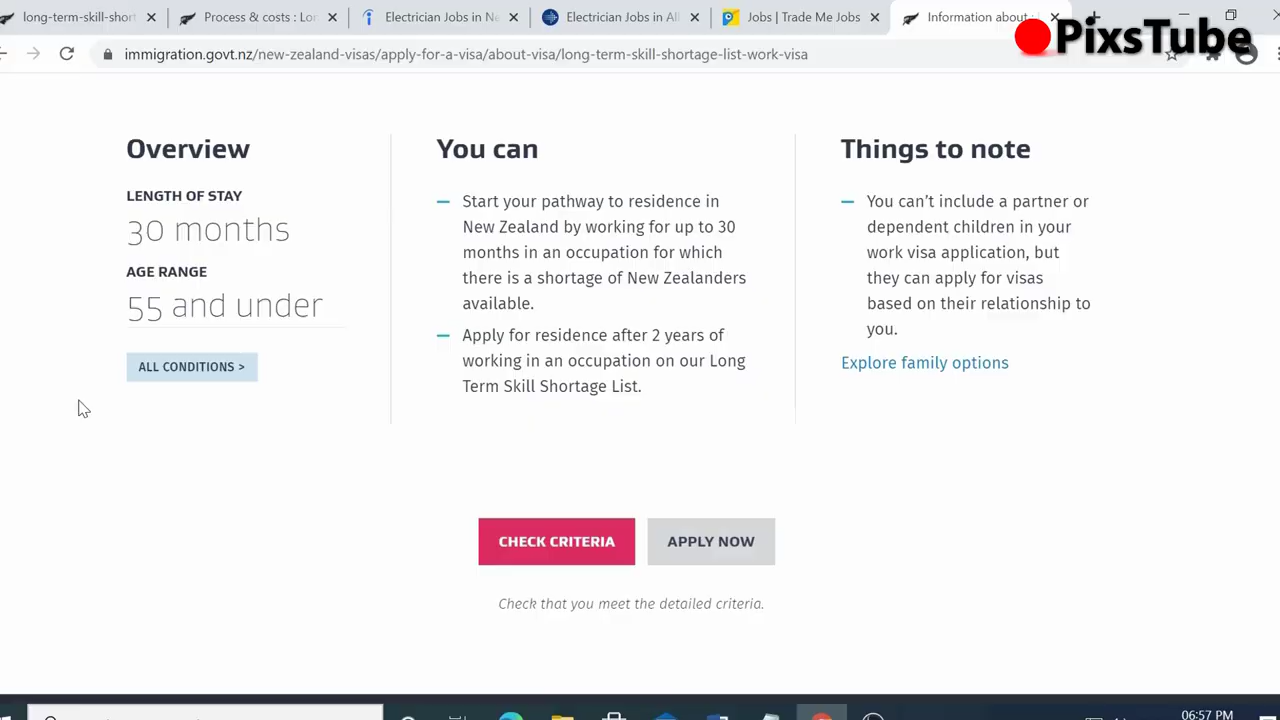 long-term-skill-short
Process & costs : Lon
Electrician Jobs in Ne
Electrician Jobs in All
Jobs | Trade Me Jobs
Information about
PixsTube
immigration.govt.nz/new-zealand-visas/apply-for-a-visa/about-visa/long-term-skill-shortage-list-work-visa
Overview
LENGTH OF STAY
30 months
AGE RANGE
55 and under
ALL CONDITIONS >
You can
Start your pathway to residence in
New Zealand by working for up to 30
months in an occupation for which
there is a shortage of New Zealanders
available.
Apply for residence after 2 years of
working in an occupation on our Long
Term Skill Shortage List.
Things to note
You can’t include a partner or
dependent children in your
work visa application, but
they can apply for visas
based on their relationship to
you.
Explore family options
CHECK CRITERIA
APPLY NOW
Check that you meet the detailed criteria.
06:57 PM